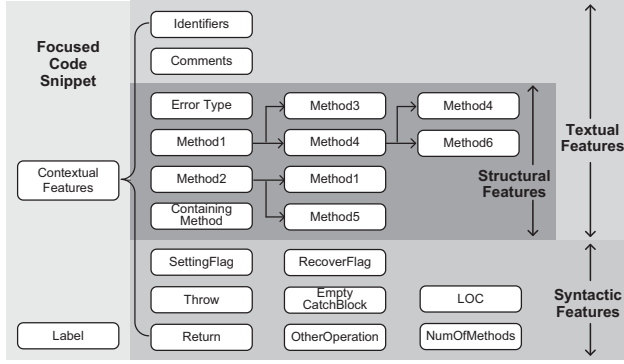 Focused
Code
Snippet
Contextual
Features
Label
Identifiers
Comments
Error Type
Method3
Method4
Method1
Method4
Method6
Method2
Method1
Containing
Method
Method5
Structural
Features
Textual
Features
SettingFlag
RecoverFlag
Throw
Empty
CatchBlock
LOC
Return
OtherOperation
NumOfMethods
Syntactic
Features